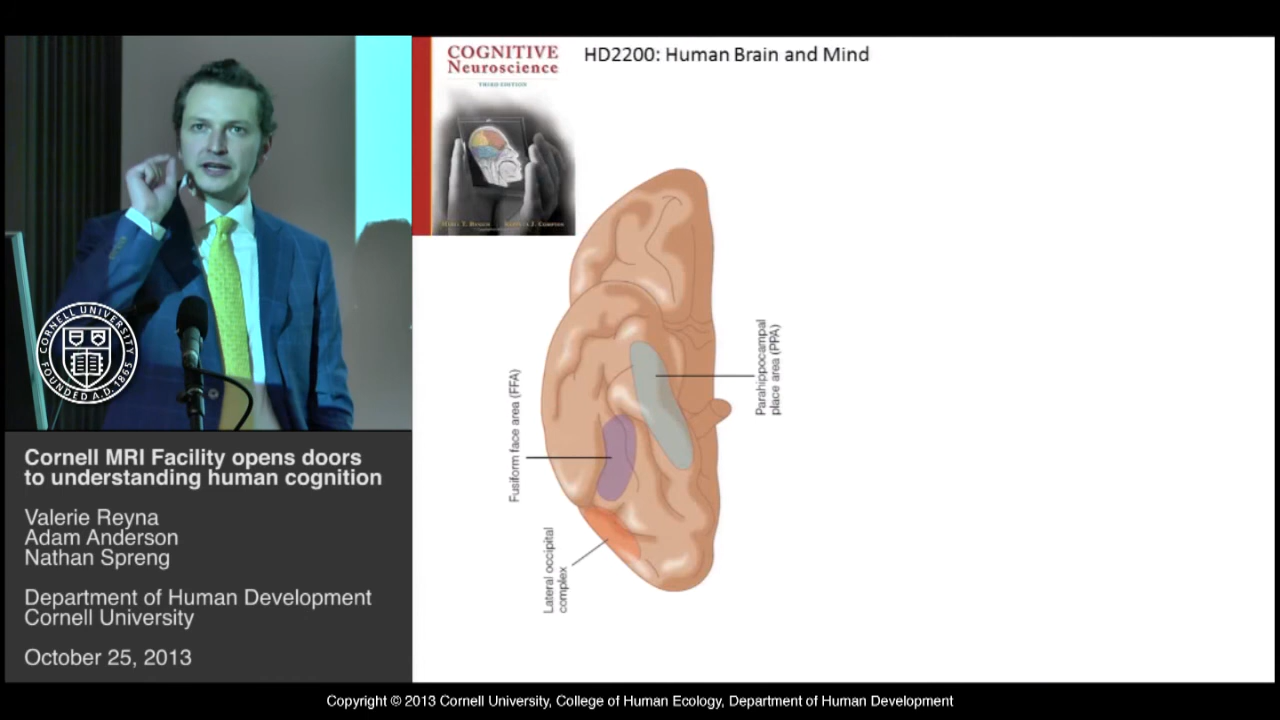 COGNITIVE
Neuroscience
THIRD EDITION
HD2200: Human Brain and Mind
Parahippocampal
place area (PPA)
Fusiform face area (FFA)
Lateral occipital
complex
CORNELL UNIVERSITY
FOUNDED A.D. 1865
Cornell MRI Facility opens doors
to understanding human cognition
Valerie Reyna
Adam Anderson
Nathan Spreng
Department of Human Development
Cornell University
October 25, 2013
Copyright © 2013 Cornell University, College of Human Ecology, Department of Human Development